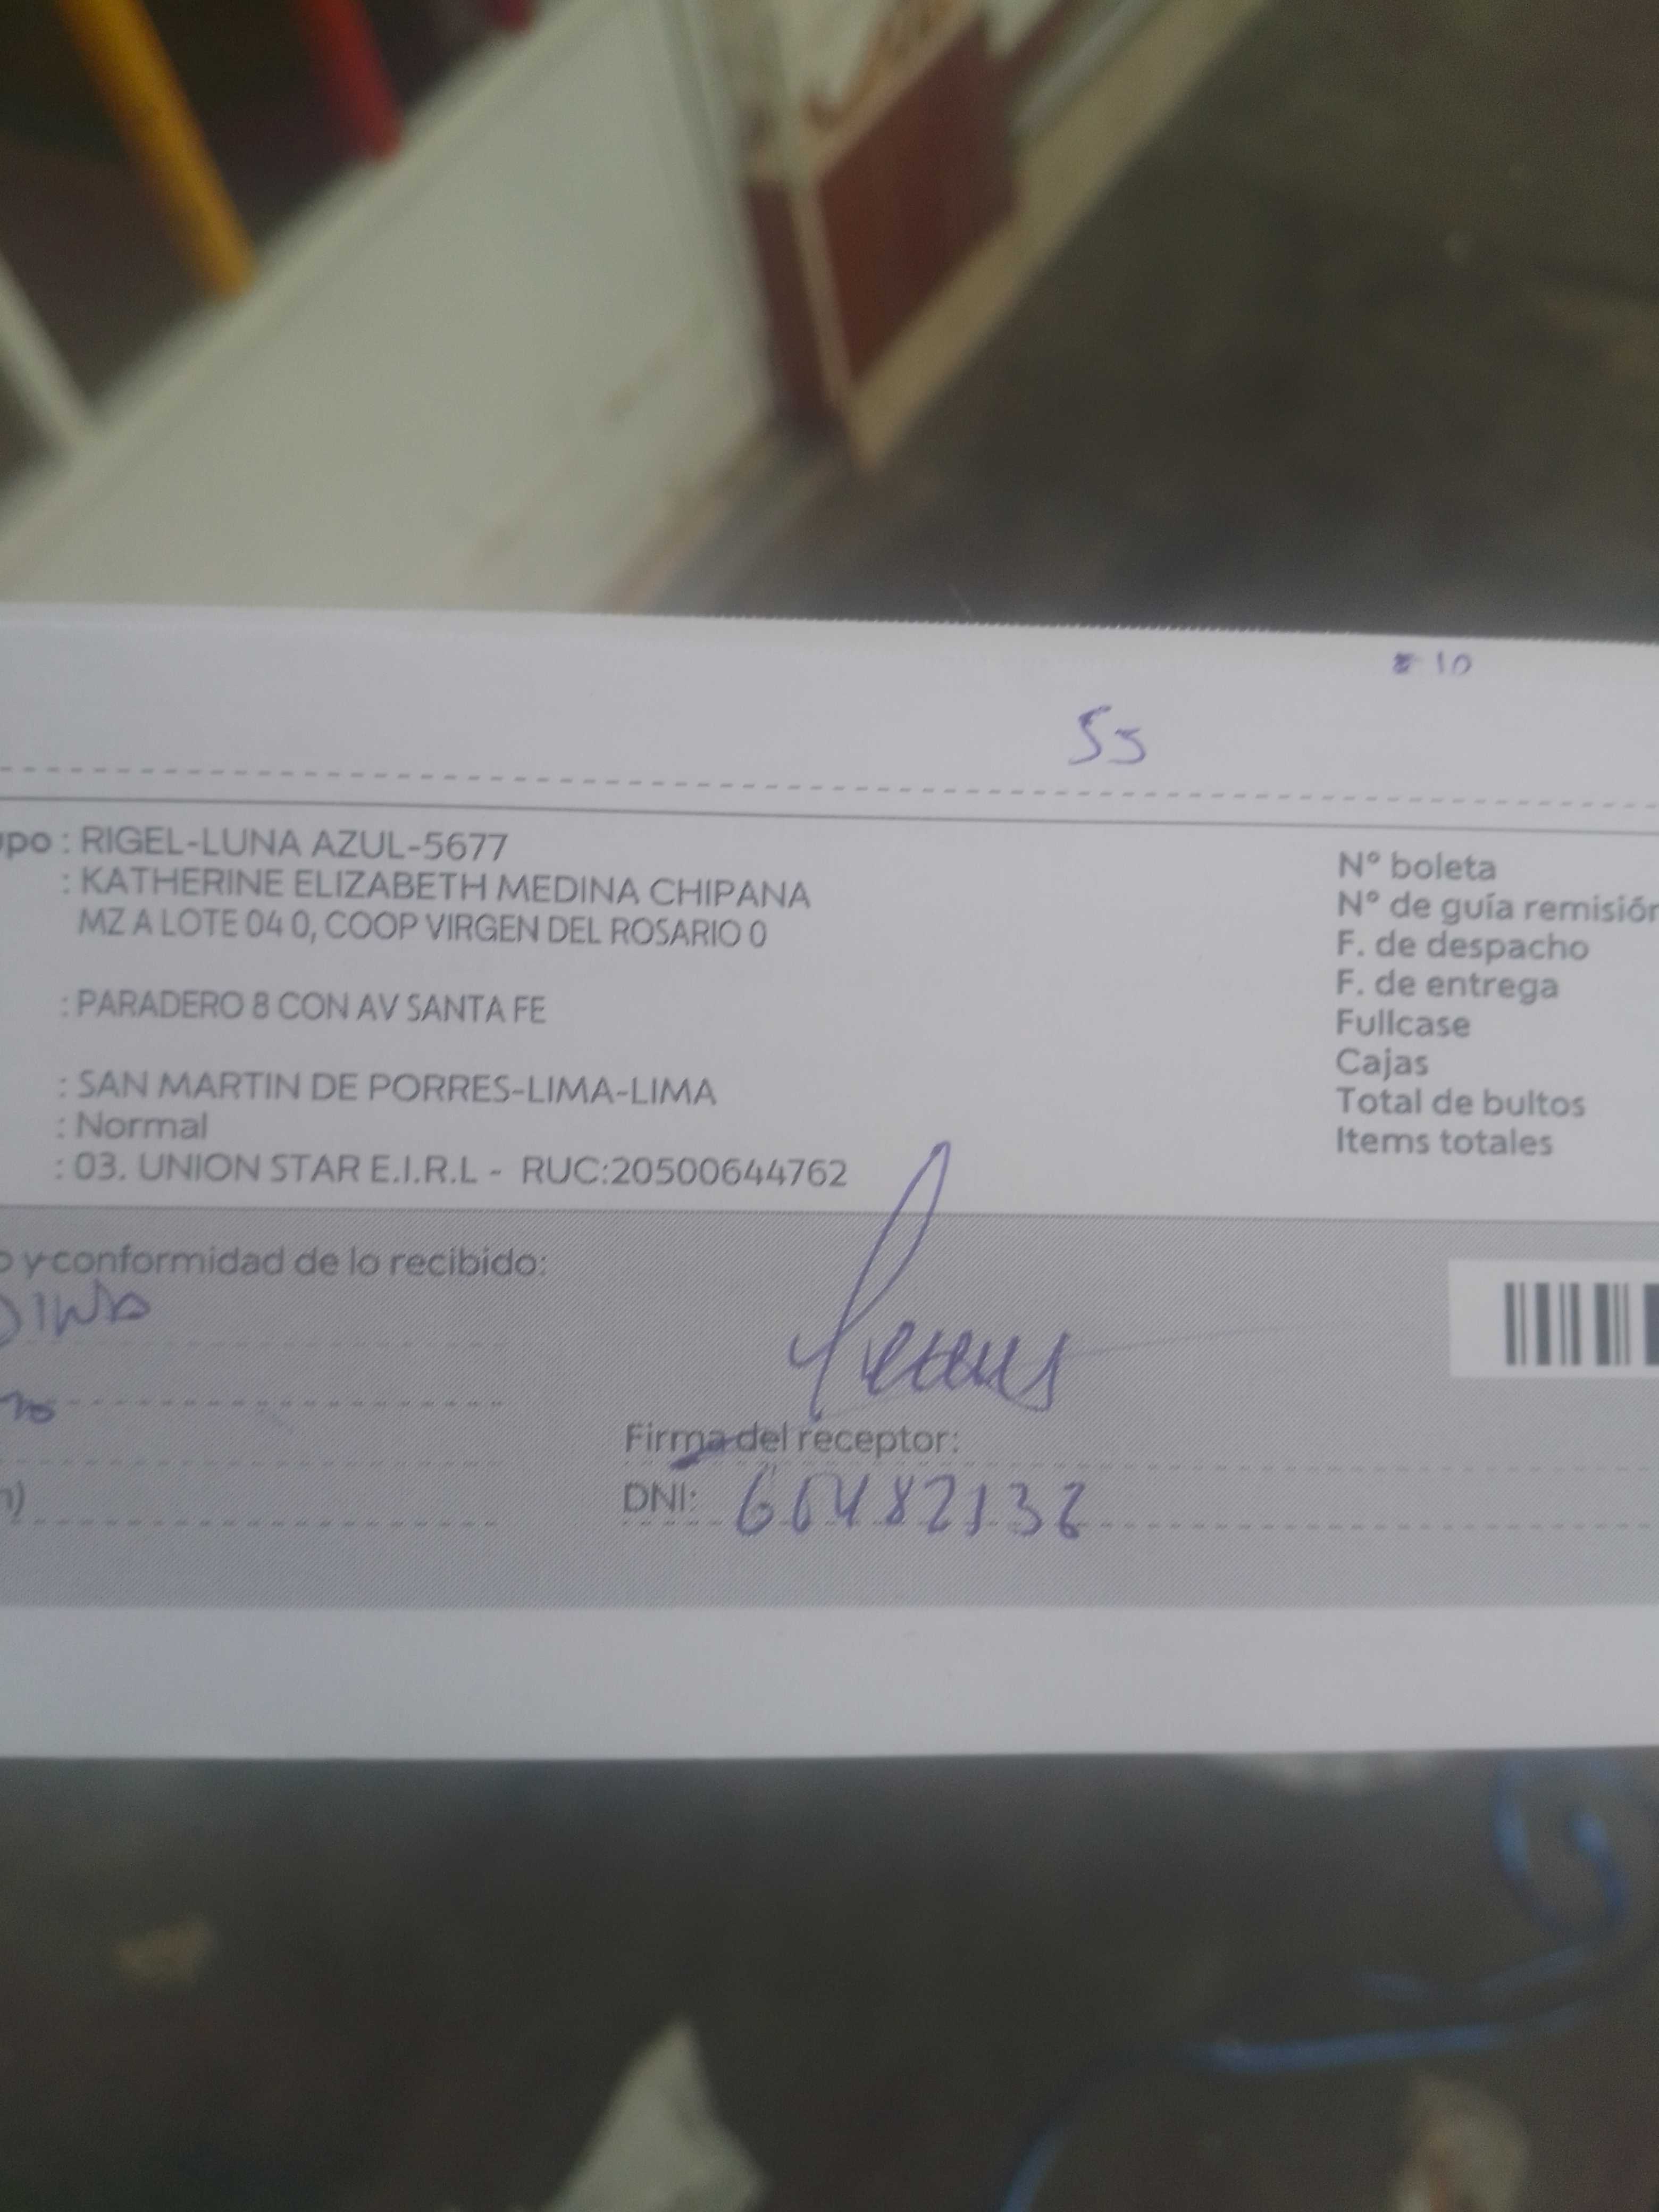 10
55
upo : RIGEL-LUNA AZUL-5677
: KATHERINE ELIZABETH MEDINA CHIPANA
MZ A LOTE 04 0, COOP VIRGEN DEL ROSARIO 0
: PARADERO 8 CON AV SANTA FE
: SAN MARTIN DE PORRES-LIMA-LIMA
: Normal
: 03. UNION STAR E.I.R.L - RUC:20500644762
N° boleta
N° de guía remisión
F. de despacho
F. de entrega
Fullcase
Cajas
Total de bultos
Items totales
o y conformidad de lo recibido:
Firma del receptor:
DNI: